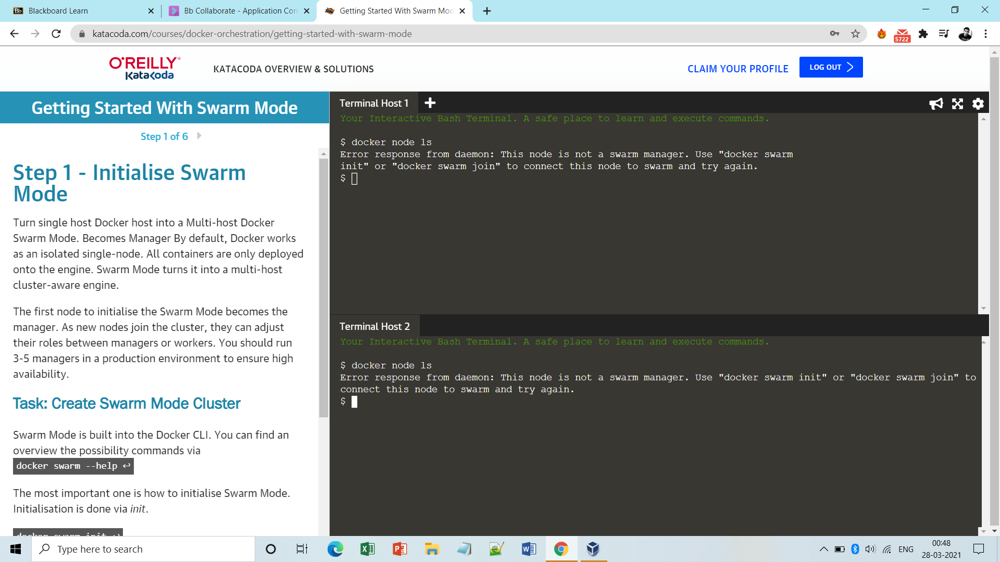 Blackboard Learn
Bb Collaborate - Application Con
Getting Started With Swarm Mod
katacoda.com/courses/docker-orchestration/getting-started-with-swarm-mode
5722
O'REILLY®
Katacoda
KATACODA OVERVIEW & SOLUTIONS
CLAIM YOUR PROFILE
LOG OUT
Getting Started With Swarm Mode
Step 1 of 6
Step 1 - Initialise Swarm
Mode
Turn single host Docker host into a Multi-host Docker
Swarm Mode. Becomes Manager By default, Docker works
as an isolated single-node. All containers are only deployed
onto the engine. Swarm Mode turns it into a multi-host
cluster-aware engine.
The first node to initialise the Swarm Mode becomes the
manager. As new nodes join the cluster, they can adjust
their roles between managers or workers. You should run
3-5 managers in a production environment to ensure high
availability.
Task: Create Swarm Mode Cluster
Swarm Mode is built into the Docker CLI. You can find an
overview the possibility commands via
docker swarm --help ↩
The most important one is how to initialise Swarm Mode.
Initialisation is done via init.
docker swarm init ↩
Terminal Host 1
Your Interactive Bash Terminal. A safe place to learn and execute commands.
$ docker node ls
Error response from daemon: This node is not a swarm manager. Use "docker swarm
init" or "docker swarm join" to connect this node to swarm and try again.
$
Terminal Host 2
Your Interactive Bash Terminal. A safe place to learn and execute commands.
$ docker node ls
Error response from daemon: This node is not a swarm manager. Use "docker swarm init" or "docker swarm join" to
connect this node to swarm and try again.
$
Type here to search
ENG
00:48
28-03-2021